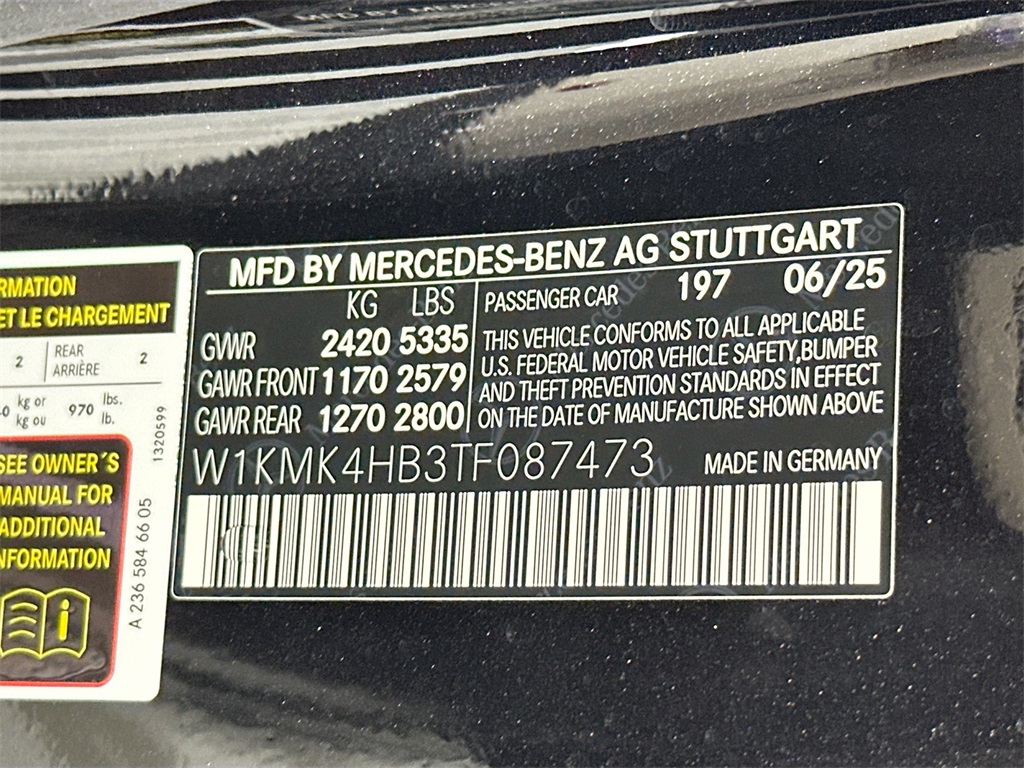 RMATION
ET LE CHARGEMENT
2 REAR ARRIÈRE 2
kg or kg ou 970 lbs. lb.
SEE OWNER´S
MANUAL FOR
ADDITIONAL
INFORMATION
1320S99
A 236 584 66 05
MFD BY MERCEDES-BENZ AG STUTTGART
KG LBS
GVWR 2420 5335
GAWR FRONT 1170 2579
GAWR REAR 1270 2800
PASSENGER CAR 197 06/25
THIS VEHICLE CONFORMS TO ALL APPLICABLE
U.S. FEDERAL MOTOR VEHICLE SAFETY,BUMPER
AND THEFT PREVENTION STANDARDS IN EFFECT
ON THE DATE OF MANUFACTURE SHOWN ABOVE
W1KMK4HB3TF087473 MADE IN GERMANY